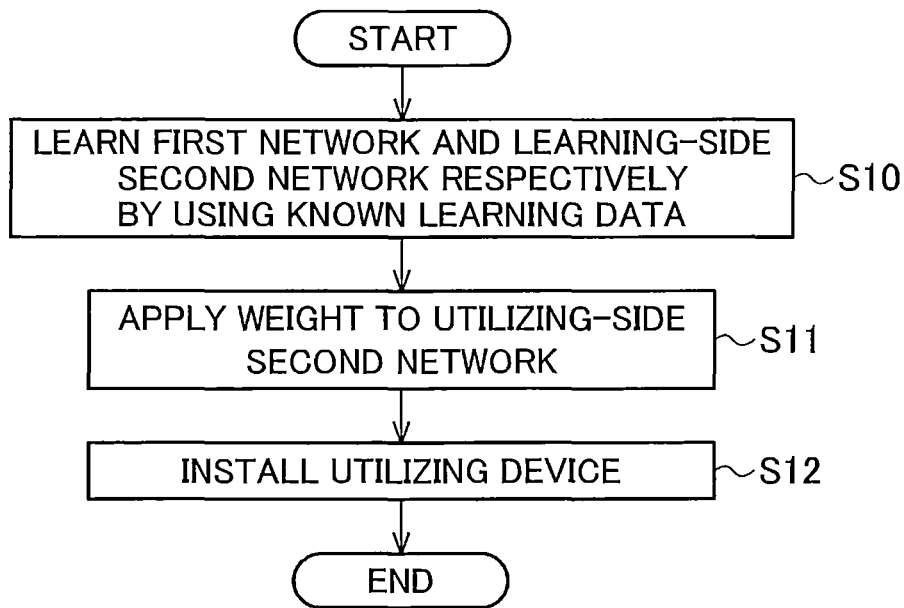 START
LEARN FIRST NETWORK AND LEARNING-SIDE
SECOND NETWORK RESPECTIVELY
BY USING KNOWN LEARNING DATA
S10
APPLY WEIGHT TO UTILIZING-SIDE
SECOND NETWORK
S11
INSTALL UTILIZING DEVICE
S12
END